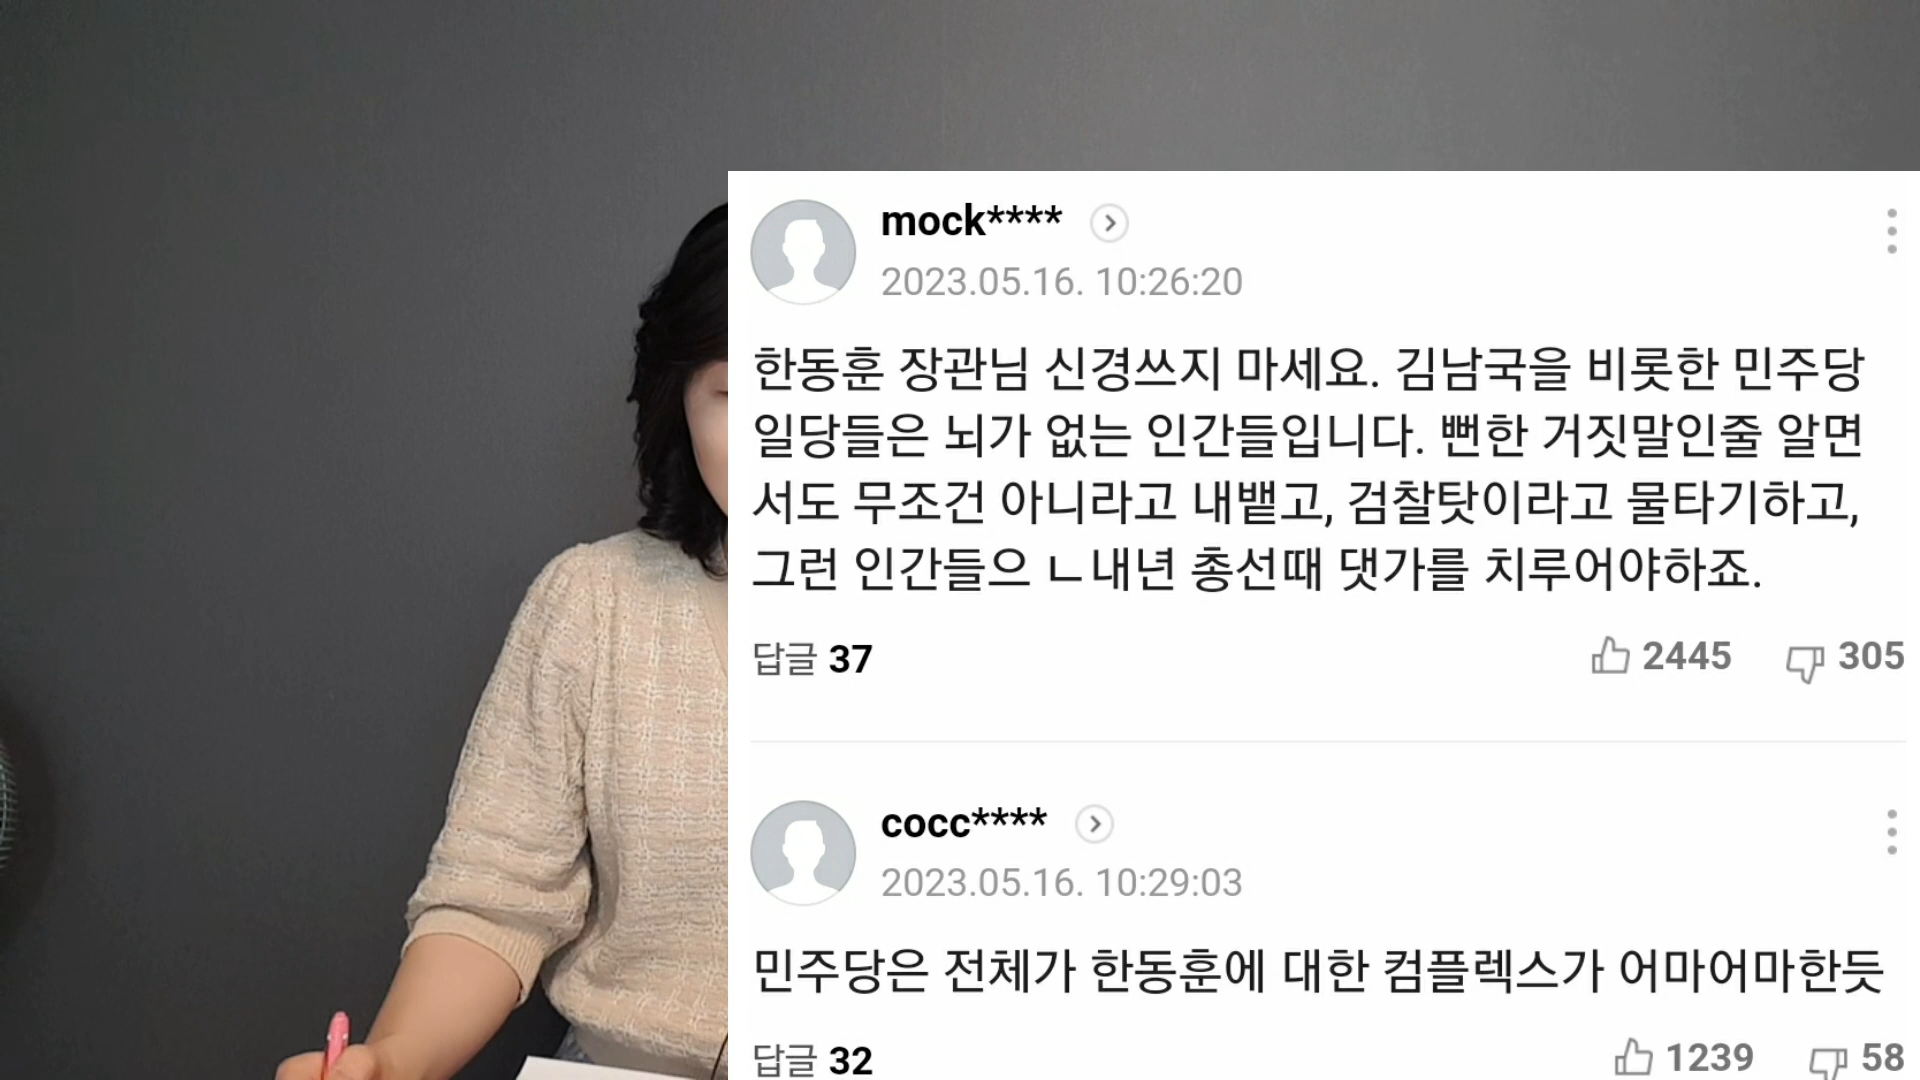 mock****
2023.05.16. 10:26:20
한동훈 장관님 신경쓰지 마세요. 김남국을 비롯한 민주당
일당들은 뇌가 없는 인간들입니다. 뻔한 거짓말인줄 알면
서도 무조건 아니라고 내뱉고, 검찰탓이라고 물타기하고,
그런 인간들으 ㄴ내년 총선때 댓가를 치루어야하죠.
답글 37 2445 305
cocc****
2023.05.16. 10:29:03
민주당은 전체가 한동훈에 대한 컴플렉스가 어마어마한듯
답글 32 1239 58